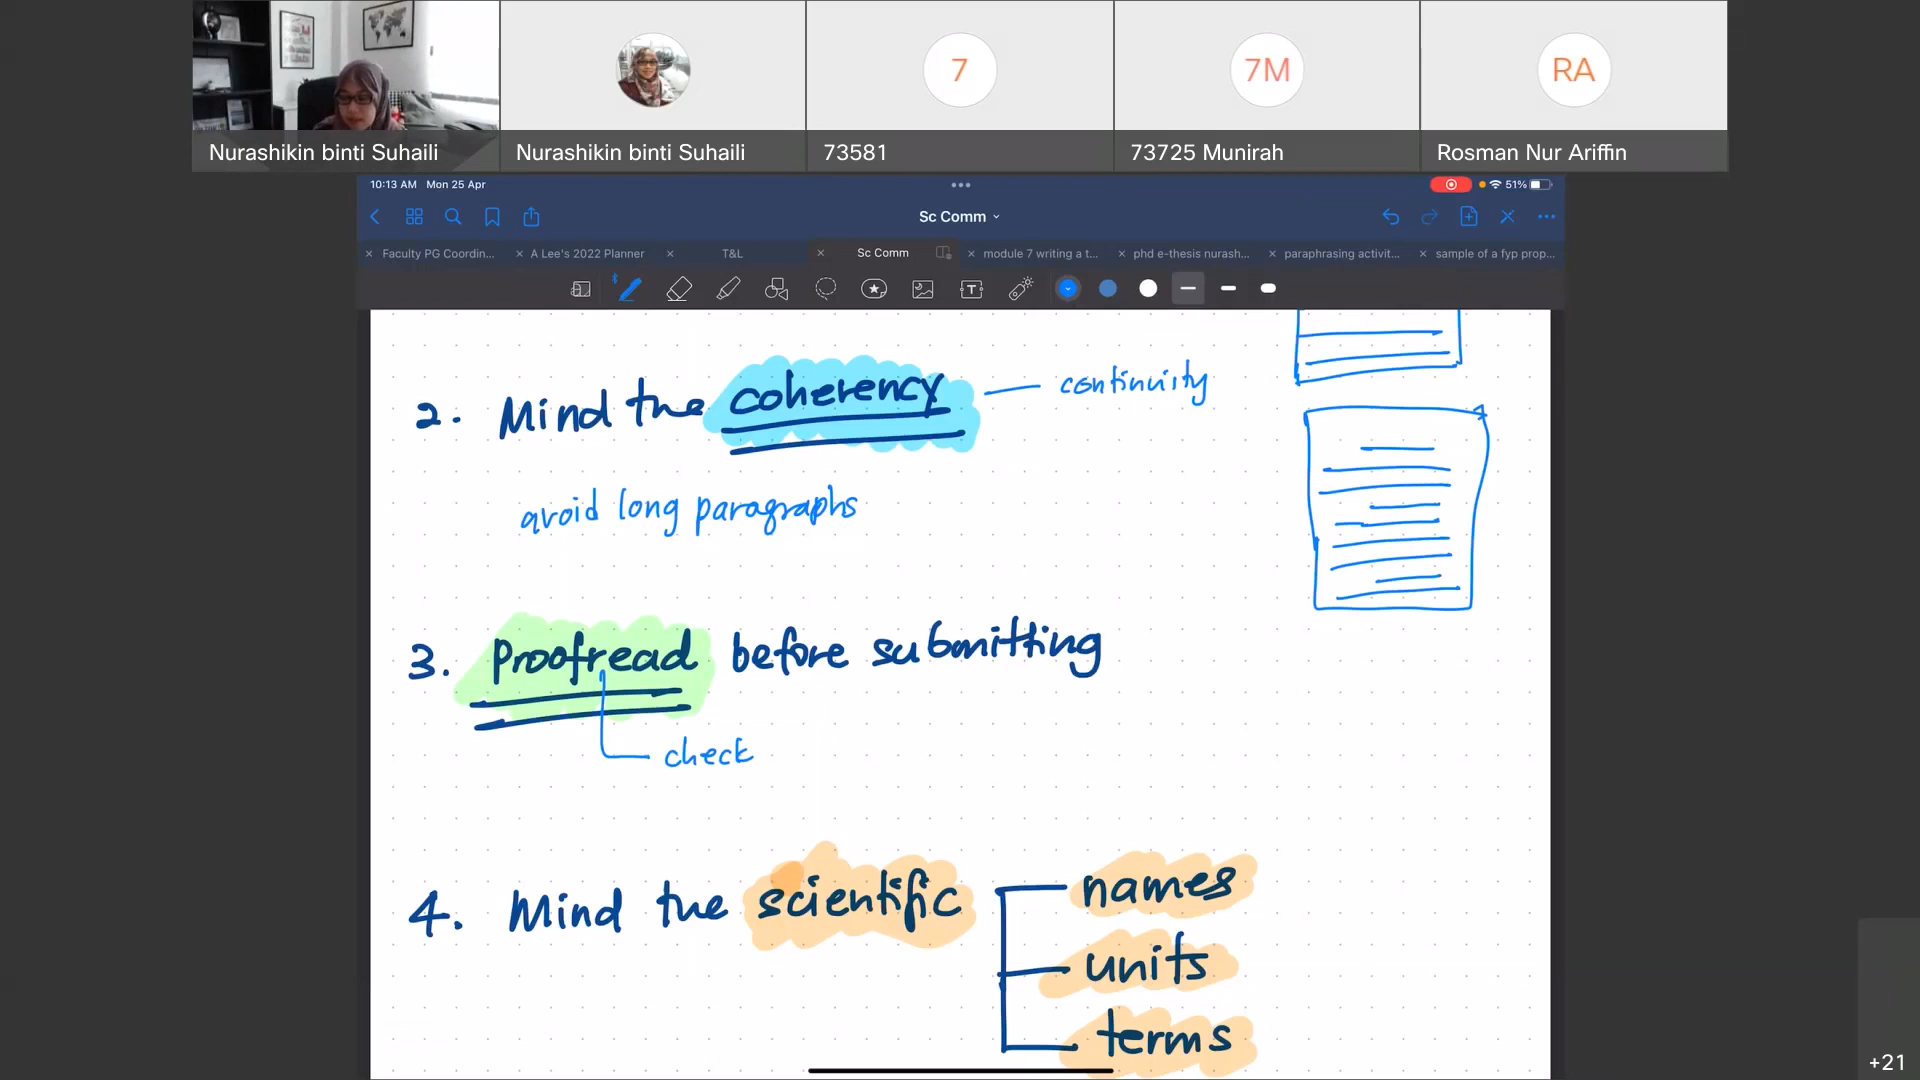 7
7M
RA
Nurashikin binti Suhaili
Nurashikin binti Suhaili
73581
73725 Munirah
Rosman Nur Ariffin
10:13 AM Mon 25 Apr
51%
Sc Comm
Faculty PG Coordin...
A Lee's 2022 Planner
T&L
Sc Comm
module 7 writing a t...
phd e-thesis nurash...
paraphrasing activit...
sample of a fyp prop...
2. Mind the coherency — continuity
avoid long paragraphs
3. Proofread before submitting
check
4. Mind the scientific
names
units
terms
+21